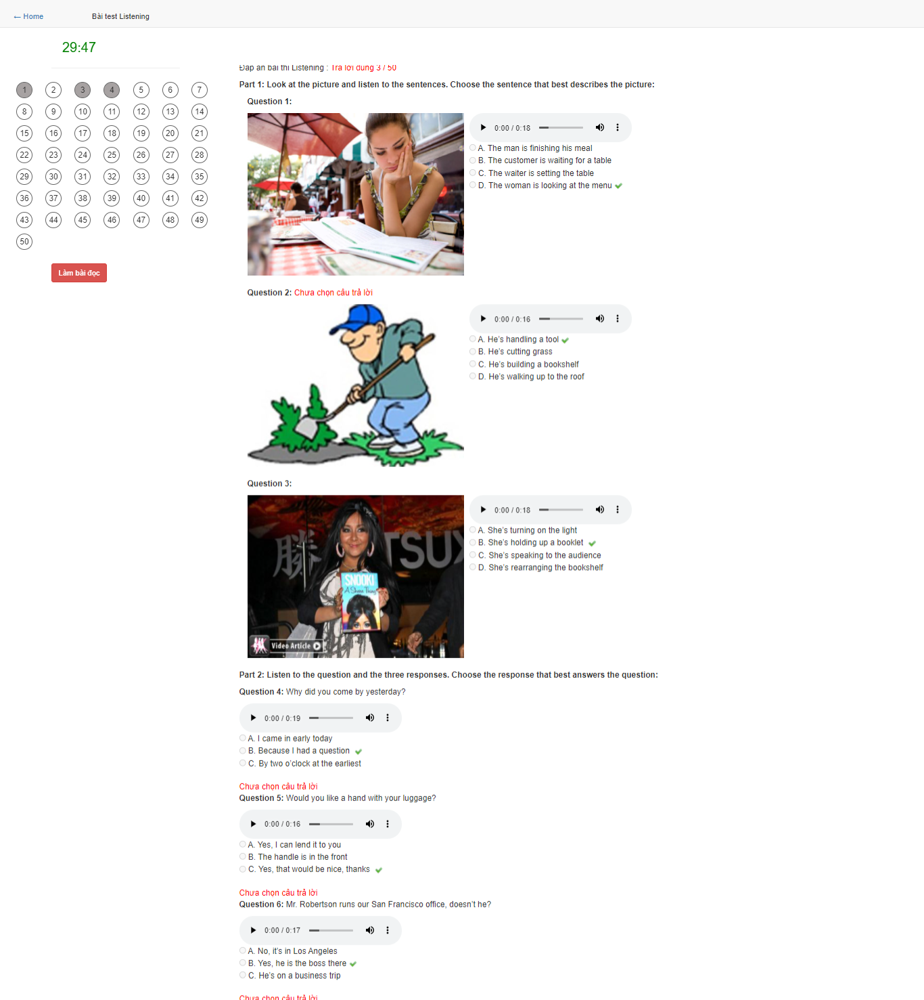 ← Home
Bài test Listening
29:47
1 2 3 4 5 6 7
8 9 10 11 12 13 14
15 16 17 18 19 20 21
22 23 24 25 26 27 28
29 30 31 32 33 34 35
36 37 38 39 40 41 42
43 44 45 46 47 48 49
50
Làm bài đọc
Đáp án bài thi Listening : Trả lời đúng 3 / 50
Part 1: Look at the picture and listen to the sentences. Choose the sentence that best describes the picture:
Question 1:
0:00 / 0:18
A. The man is finishing his meal
B. The customer is waiting for a table
C. The waiter is setting the table
D. The woman is looking at the menu
Question 2: Chưa chọn câu trả lời
0:00 / 0:16
A. He's handling a tool
B. He's cutting grass
C. He's building a bookshelf
D. He's walking up to the roof
Question 3:
勝 TSU
SNOOKI
A Shore Thing
Video Article
0:00 / 0:18
A. She's turning on the light
B. She's holding up a booklet
C. She's speaking to the audience
D. She's rearranging the bookshelf
Part 2: Listen to the question and the three responses. Choose the response that best answers the question:
Question 4: Why did you come by yesterday?
0:00 / 0:19
A. I came in early today
B. Because I had a question
C. By two o'clock at the earliest
Chưa chọn câu trả lời
Question 5: Would you like a hand with your luggage?
0:00 / 0:16
A. Yes, I can lend it to you
B. The handle is in the front
C. Yes, that would be nice, thanks
Chưa chọn câu trả lời
Question 6: Mr. Robertson runs our San Francisco office, doesn't he?
0:00 / 0:17
A. No, it's in Los Angeles
B. Yes, he is the boss there
C. He's on a business trip
Chưa chọn câu trả lời